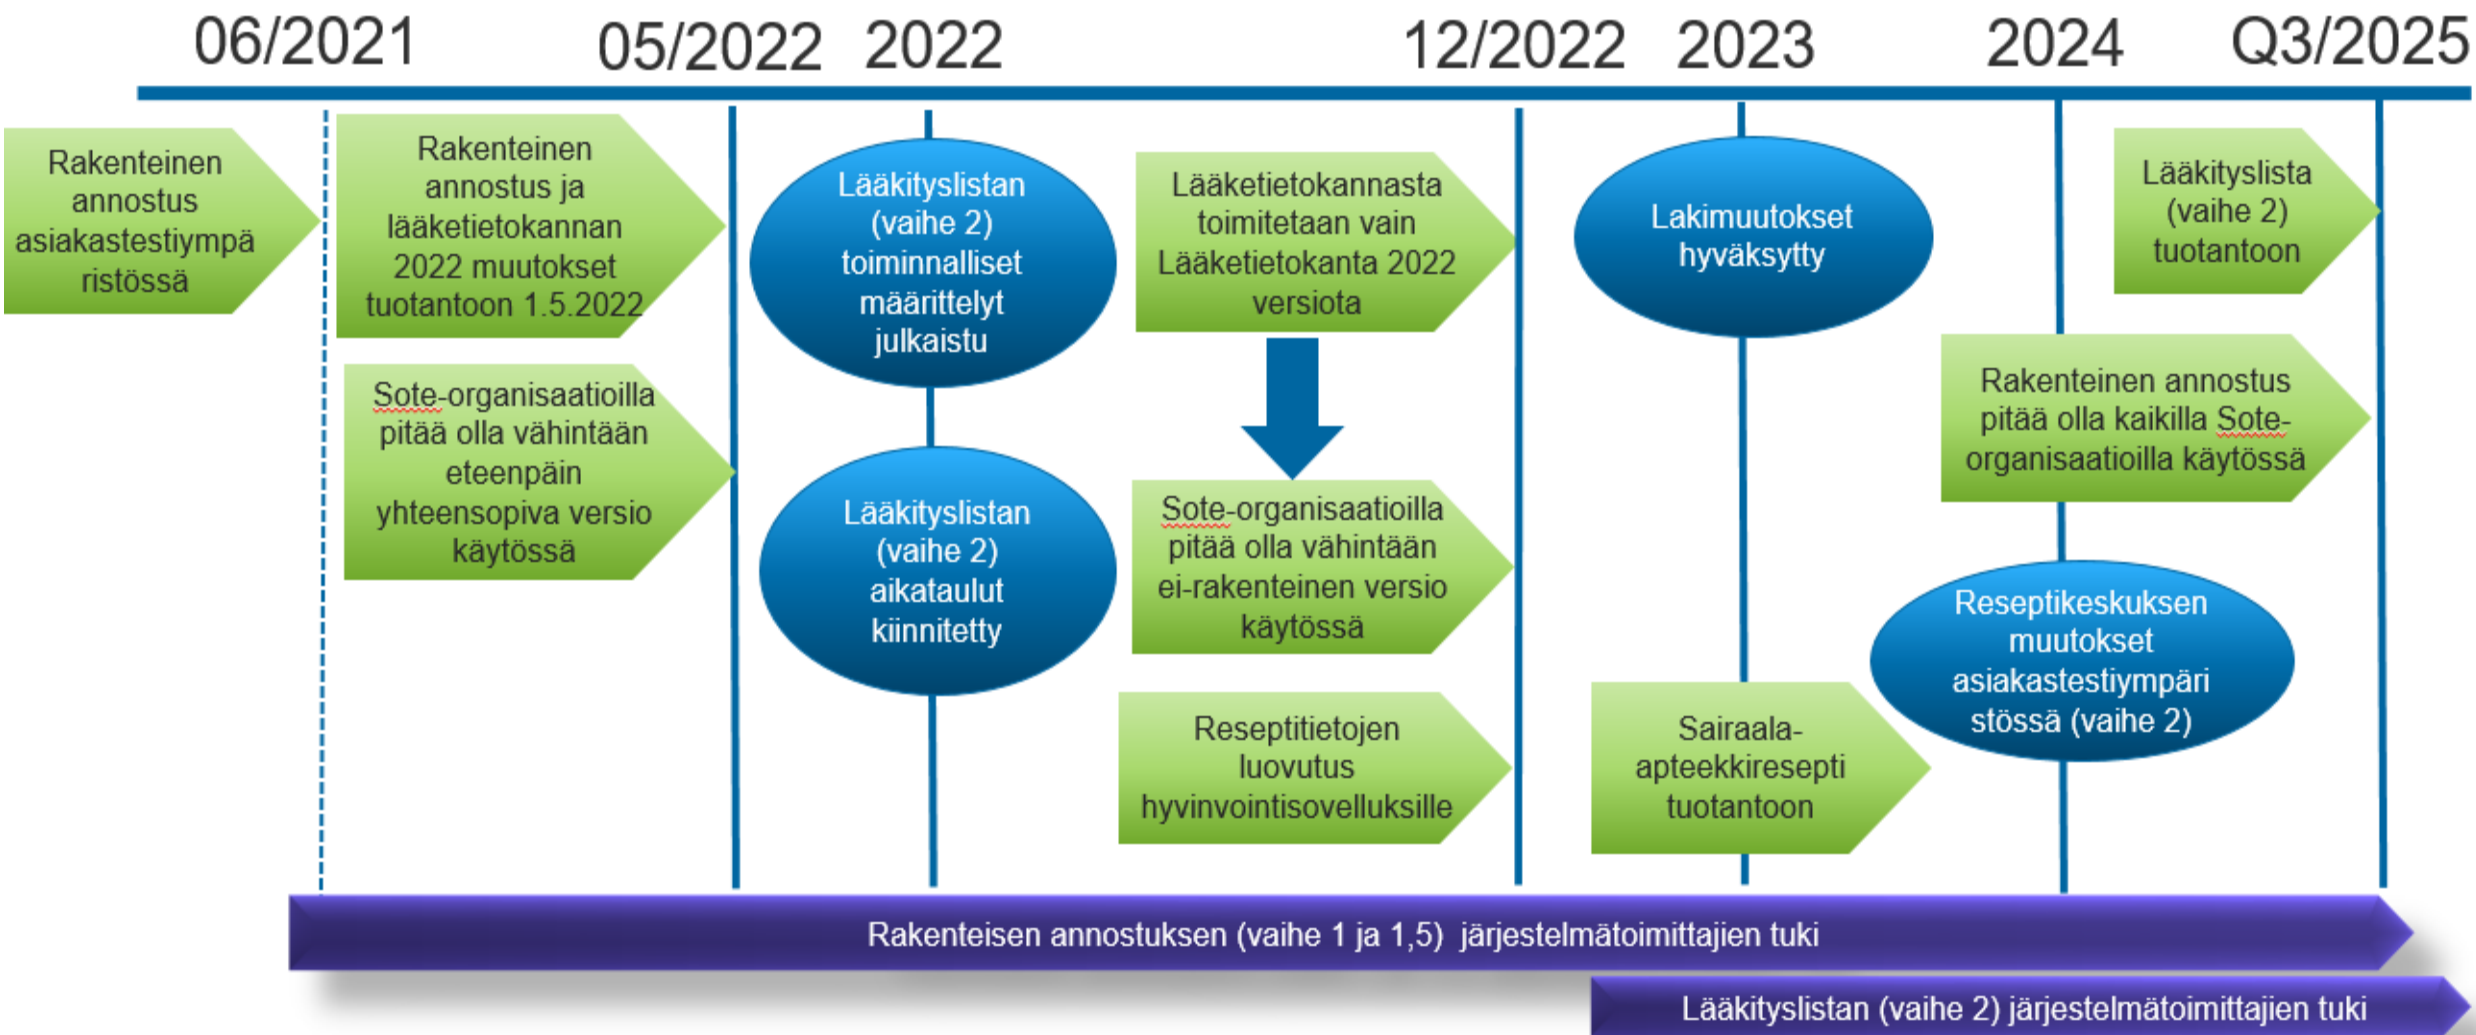 06/2021
05/2022
2022
12/2022
2023
2024
Q3/2025
Rakenteinen
annostus
asiakastestiympä
ristössä
Rakenteinen
annostus ja
lääketietokannan
2022 muutokset
tuotantoon 1.5.2022
Sote-organisaatioilla
pitää olla vähintään
eteenpäin
yhteensopiva versio
käytössä
Lääkityslistan
(vaihe 2)
toiminnalliset
määrittelyt
julkaistu
Lääkityslistan
(vaihe 2)
aikataulut
kiinnitetty
Lääketietokannasta
toimitetaan vain
Lääketietokanta 2022
versiota
Sote-organisaatioilla
pitää olla vähintään
ei-rakenteinen versio
käytössä
Reseptitietojen
luovutus
hyvinvointisovelluksille
Lakimuutokset
hyväksytty
Sairaala-
apteekkiresepti
tuotantoon
Lääkityslista
(vaihe 2)
tuotantoon
Rakenteinen annostus
pitää olla kaikilla Sote-
organisaatioilla käytössä
Reseptikeskuksen
muutokset
asiakastestiympäri
stössä (vaihe 2)
Rakenteisen annostuksen (vaihe 1 ja 1,5) järjestelmätoimittajien tuki
Lääkityslistan (vaihe 2) järjestelmätoimittajien tuki